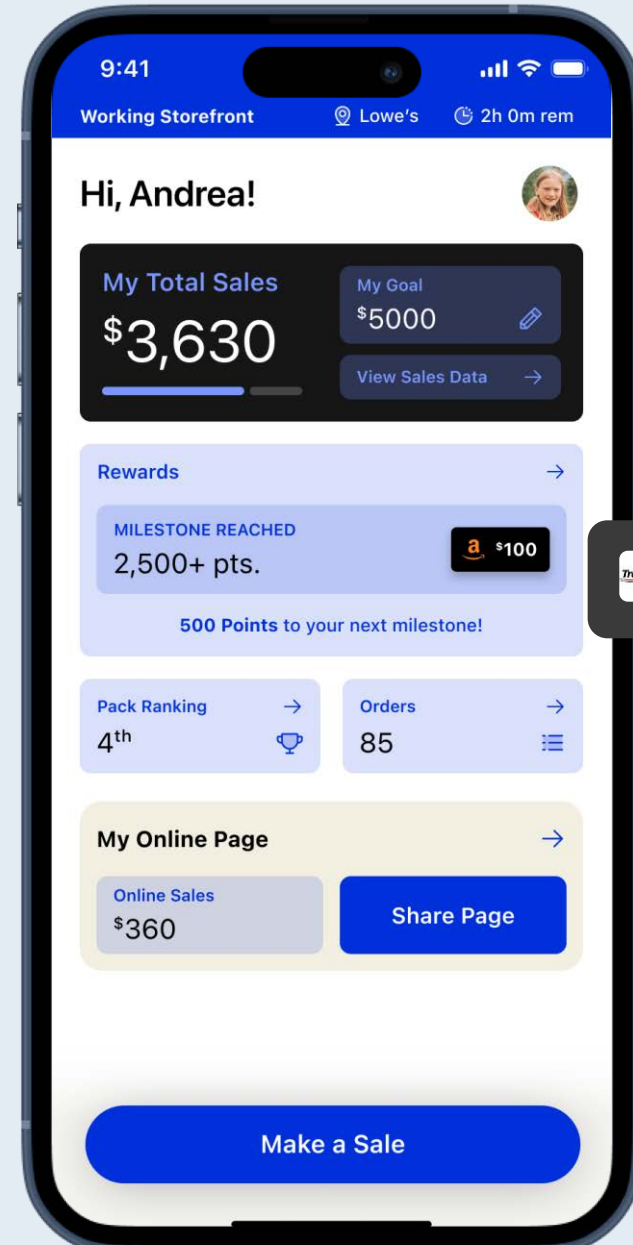 9:41
Working Storefront Lowe's 2h 0m rem
Hi, Andrea!
My Total Sales
$3,630
My Goal
$5000
View Sales Data
Rewards
MILESTONE REACHED
2,500+ pts.
a $100
500 Points to your next milestone!
Pack Ranking
4th
Orders
85
My Online Page
Online Sales
$360
Share Page
Make a Sale